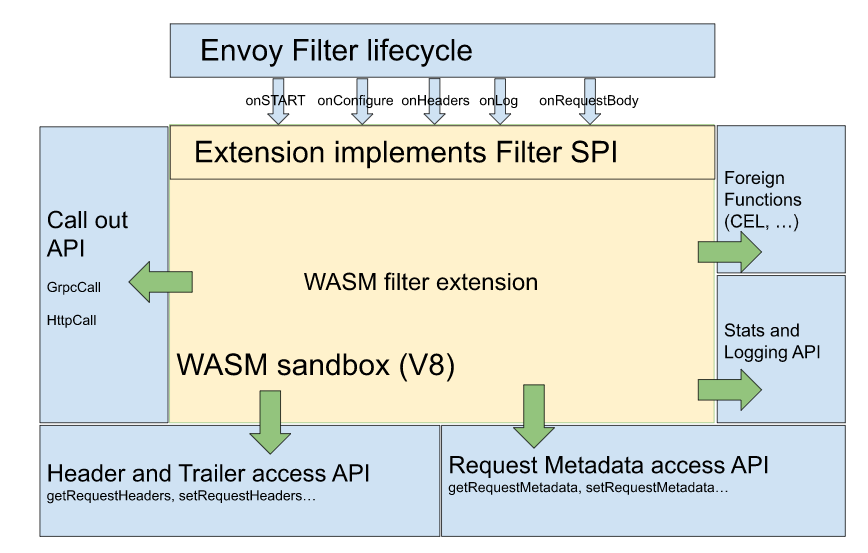 Envoy Filter lifecycle
onSTART onConfigure onHeaders onLog onRequestBody
Extension implements Filter SPI
Call out
API
GrpcCall
HttpCall
WASM filter extension
WASM sandbox (V8)
Foreign
Functions
(CEL, …)
Stats and
Logging API
Header and Trailer access API
getRequestHeaders, setRequestHeaders…
Request Metadata access API
getRequestMetadata, setRequestMetadata…